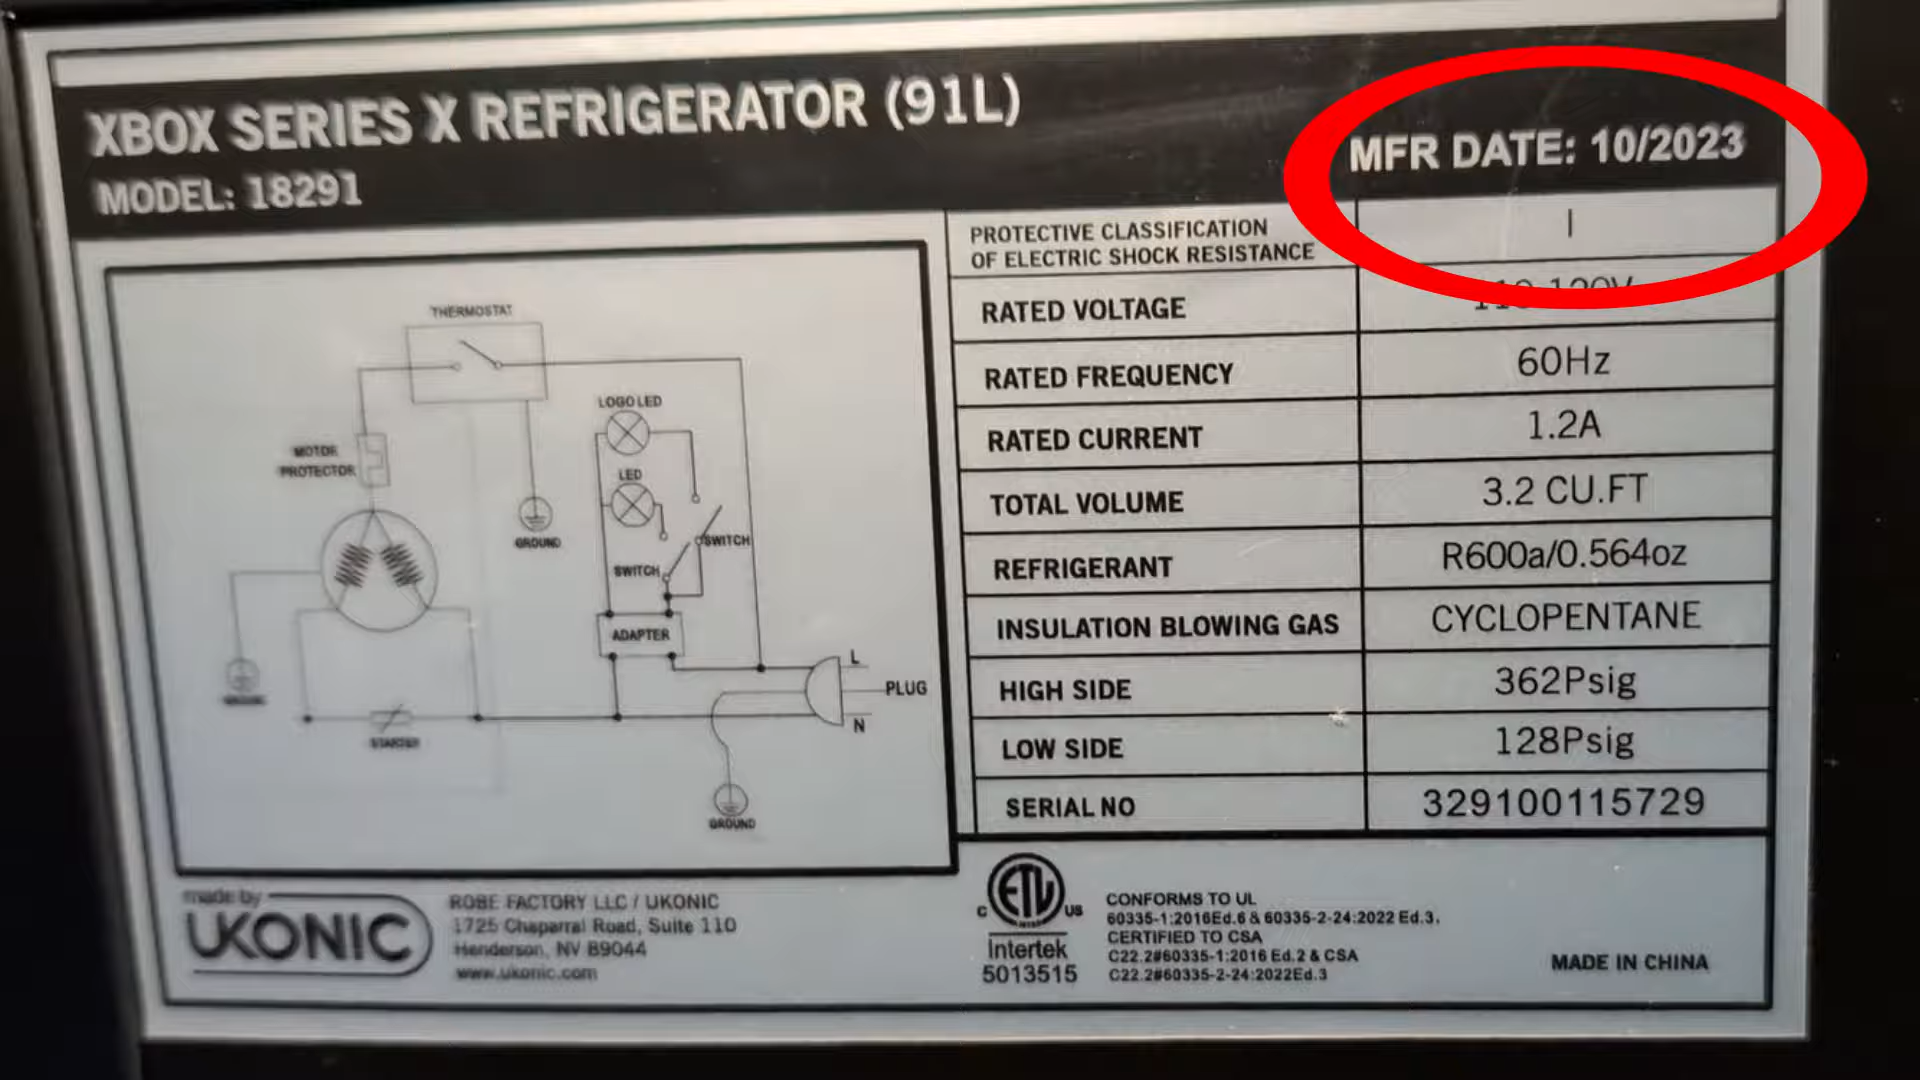 XBOX SERIES X REFRIGERATOR (91L)
MODEL: 18291
MFR DATE: 10/2023
THERMOSTAT
MOTOR
PROTECTOR
GROUND
LOGO LED
LED
SWITCH
SWITCH
ADAPTER
GROUND
STARTER
L
PLUG
N
GROUND
PROTECTIVE CLASSIFICATION
OF ELECTRIC SHOCK RESISTANCE
I
RATED VOLTAGE
RATED FREQUENCY 60Hz
RATED CURRENT 1.2A
TOTAL VOLUME 3.2 CU.FT
REFRIGERANT R600a/0.564oz
INSULATION BLOWING GAS CYCLOPENTANE
HIGH SIDE 362Psig
LOW SIDE 128Psig
SERIAL NO 329100115729
made by
UKONIC
ROBE FACTORY LLC / UKONIC
1725 Chaparral Road, Suite 110
Henderson, NV 89044
www.ukonic.com
C ETL US
Intertek
5013515
CONFORMS TO UL
60335-1:2016Ed.6 & 60335-2-24:2022 Ed.3.
CERTIFIED TO CSA
C22.2#60335-1:2016 Ed.2 & CSA
C22.2#60335-2-24:2022Ed.3
MADE IN CHINA